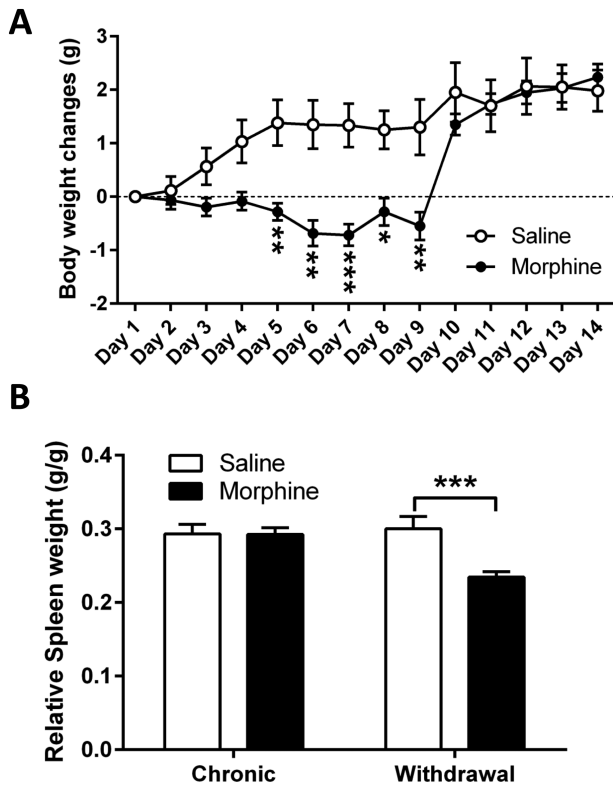 A
Body weight changes (g)
3
2
1
0
-1
-2
Saline
Morphine
**
**
***
*
**
Day 1
Day 2
Day 3
Day 4
Day 5
Day 6
Day 7
Day 8
Day 9
Day 10
Day 11
Day 12
Day 13
Day 14
B
Relative Spleen weight (g/g)
0.4
0.3
0.2
0.1
0.0
Saline
Morphine
***
Chronic
Withdrawal